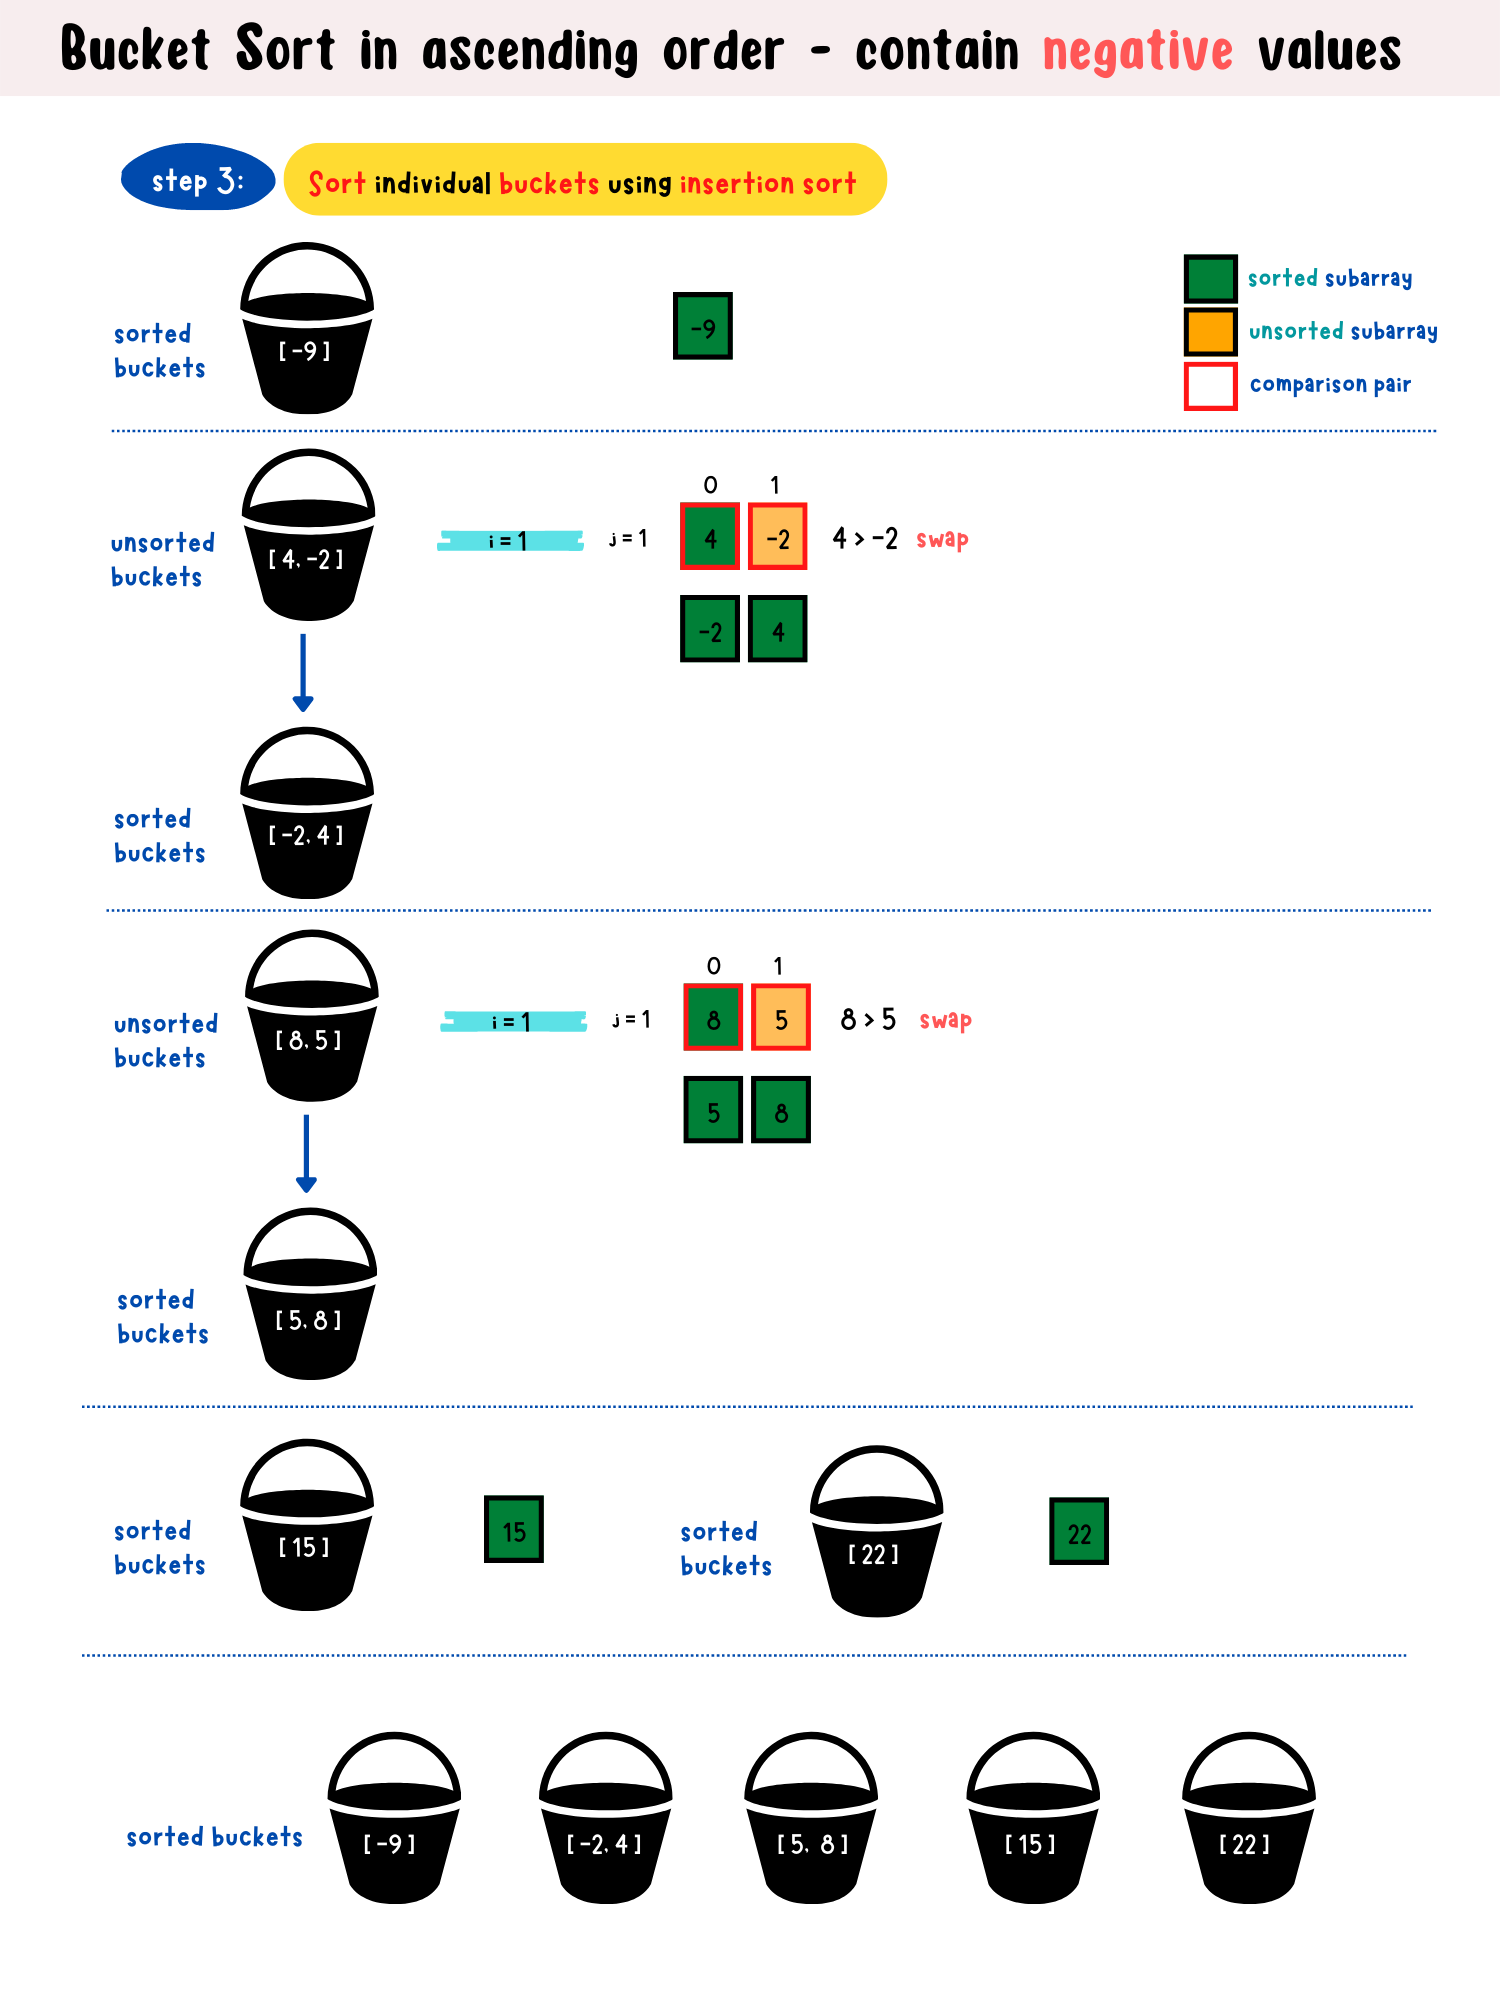 Bucket Sort in ascending order - contain negative values
step 3:
Sort individual buckets using insertion sort
sorted subarray
unsorted subarray
comparison pair
sorted
buckets
[ -9 ]
-9
0 1
unsorted
buckets
[ 4, -2 ]
i = 1
j = 1
4 -2
4 > -2 swap
-2 4
sorted
buckets
[ -2, 4 ]
0 1
unsorted
buckets
[ 8, 5 ]
i = 1
j = 1
8 5
8 > 5 swap
5 8
sorted
buckets
[ 5, 8 ]
sorted
buckets
[ 15 ]
15
sorted
buckets
[ 22 ]
22
sorted buckets
[ -9 ]
[ -2, 4 ]
[ 5, 8 ]
[ 15 ]
[ 22 ]